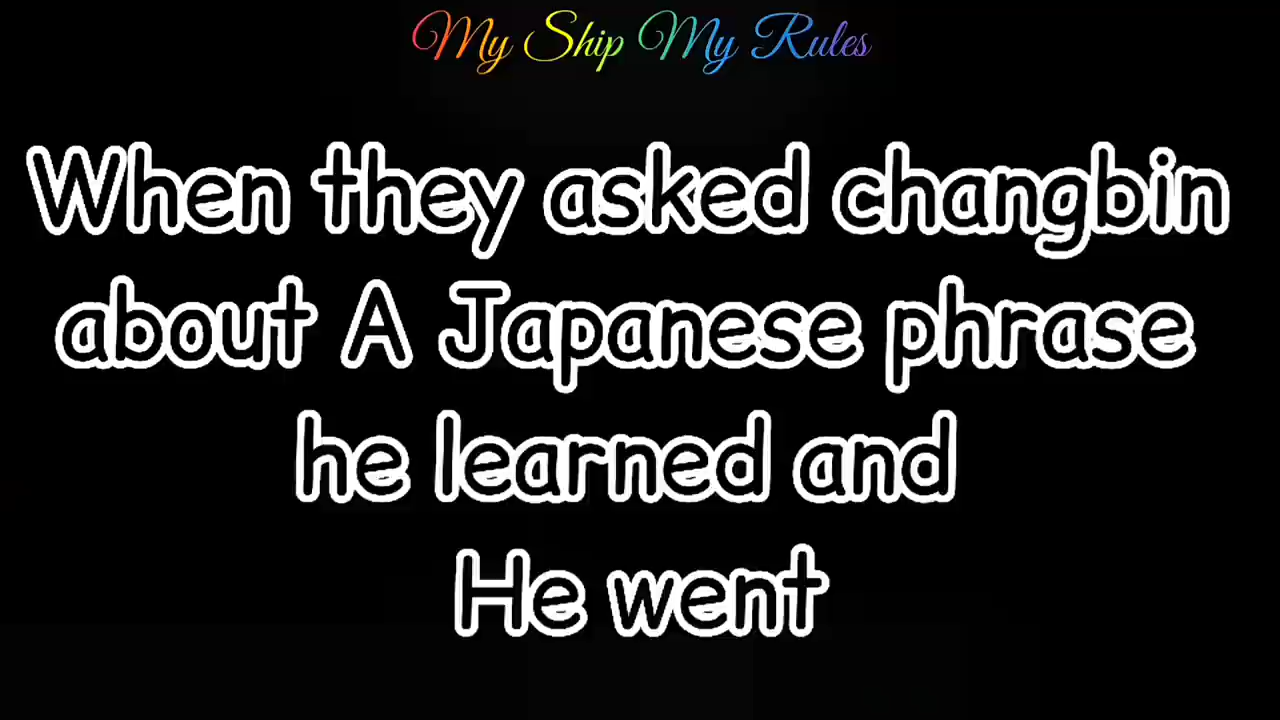 My Ship My Rules
When they asked changbin
about A Japanese phrase
he learned and
He went